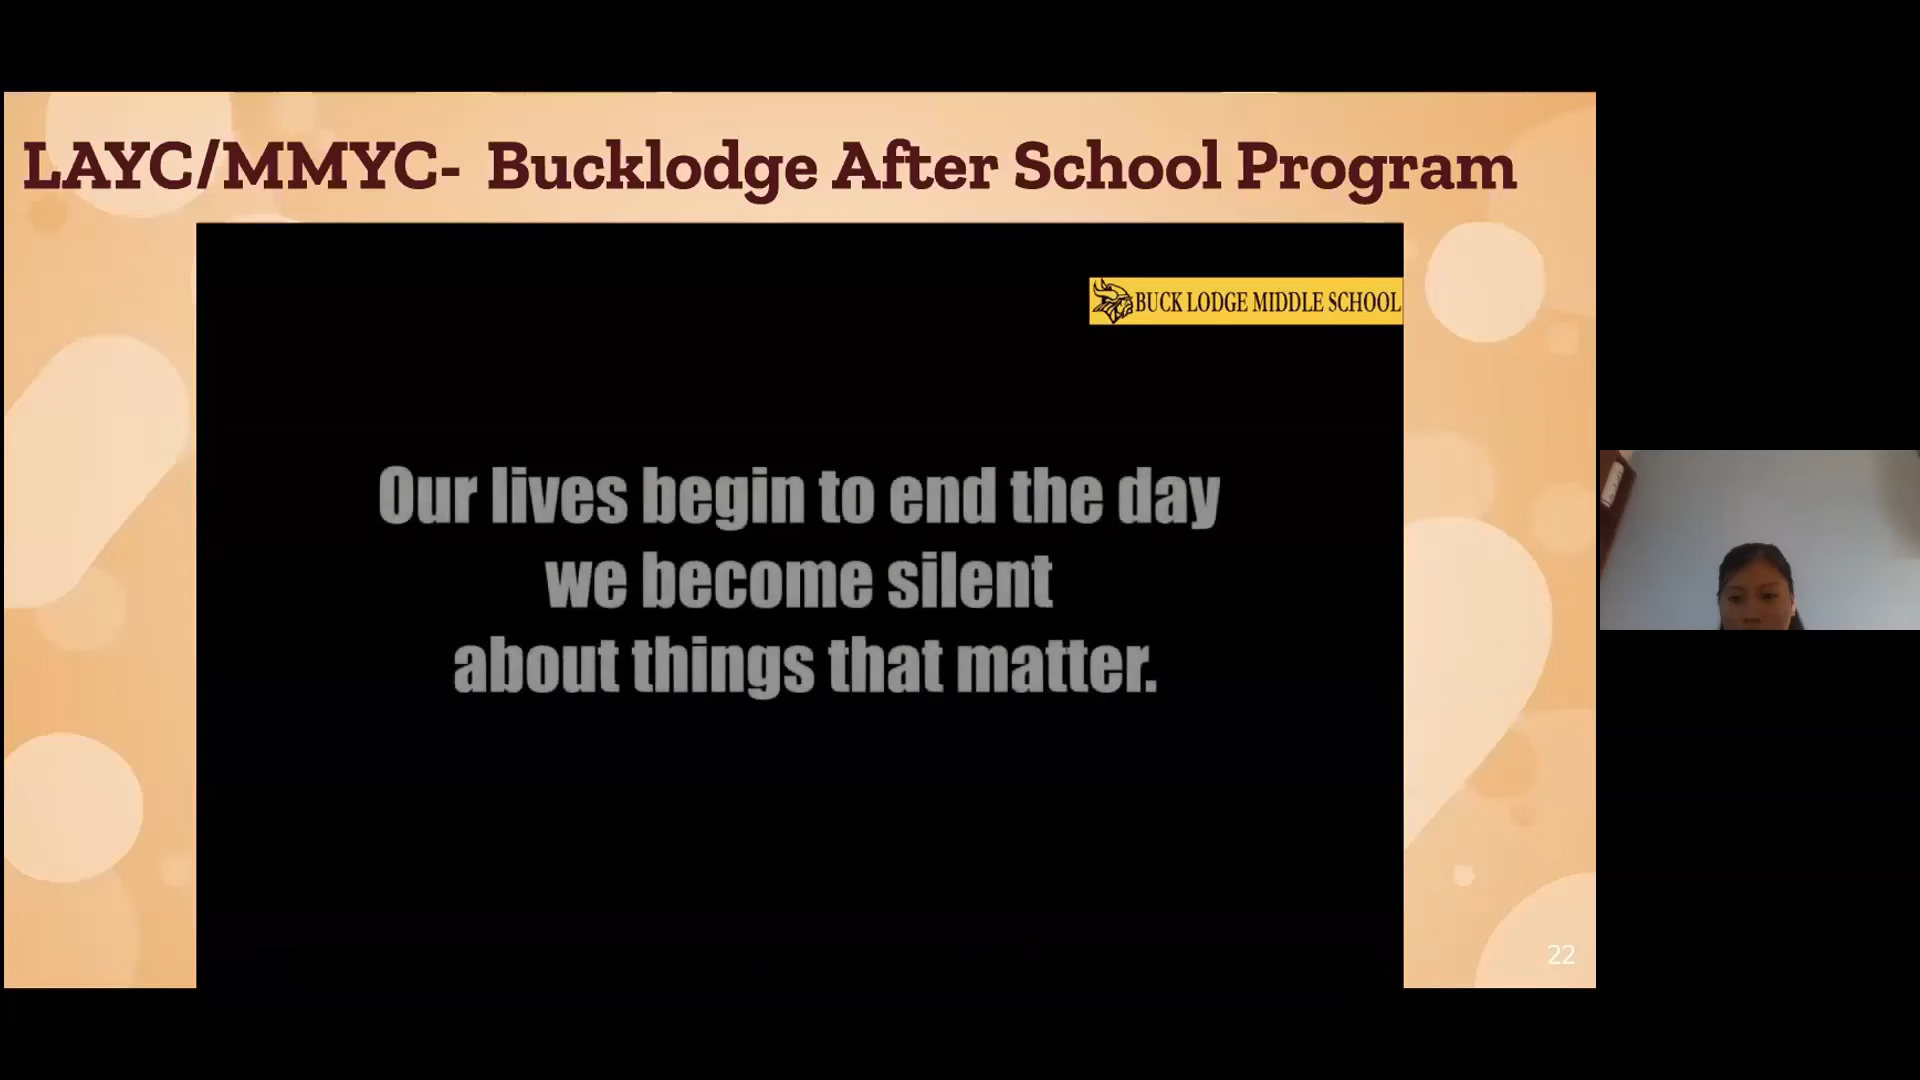 LAYC/MMYC- Bucklodge After School Program
BUCK LODGE MIDDLE SCHOOL
Our lives begin to end the day
we become silent
about things that matter.
22